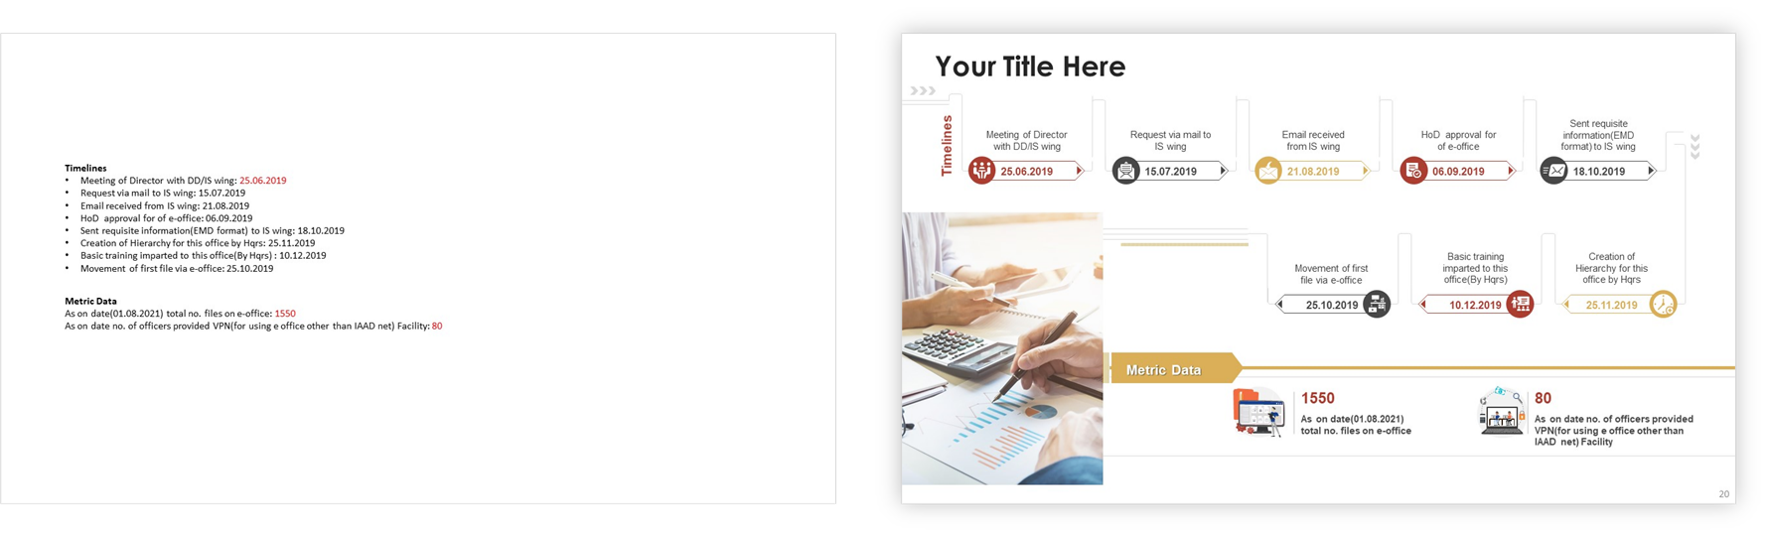 Timelines
• Meeting of Director with DD/IS wing: 25.06.2019
• Request via mail to IS wing: 15.07.2019
• Email received from IS wing: 21.08.2019
• HoD approval for of e-office: 06.09.2019
• Sent requisite information(EMD format) to IS wing: 18.10.2019
• Creation of Hierarchy for this office by Hqrs: 25.11.2019
• Basic training imparted to this office(By Hqrs) : 10.12.2019
• Movement of first file via e-office: 25.10.2019
Metric Data
As on date(01.08.2021) total no. files on e-office: 1550
As on date no. of officers provided VPN(for using e office other than IAAD net) Facility: 80
Your Title Here
Timelines
Meeting of Director
with DD/IS wing
25.06.2019
Request via mail to
IS wing
15.07.2019
Email received
from IS wing
21.08.2019
HoD approval for
of e-office
06.09.2019
Sent requisite
information(EMD
format) to IS wing
18.10.2019
Movement of first
file via e-office
25.10.2019
Basic training
imparted to this
office(By Hqrs)
10.12.2019
Creation of
Hierarchy for this
office by Hqrs
25.11.2019
Metric Data
1550
As on date(01.08.2021)
total no. files on e-office
80
As on date no. of officers provided
VPN(for using e office other than
IAAD net) Facility
20